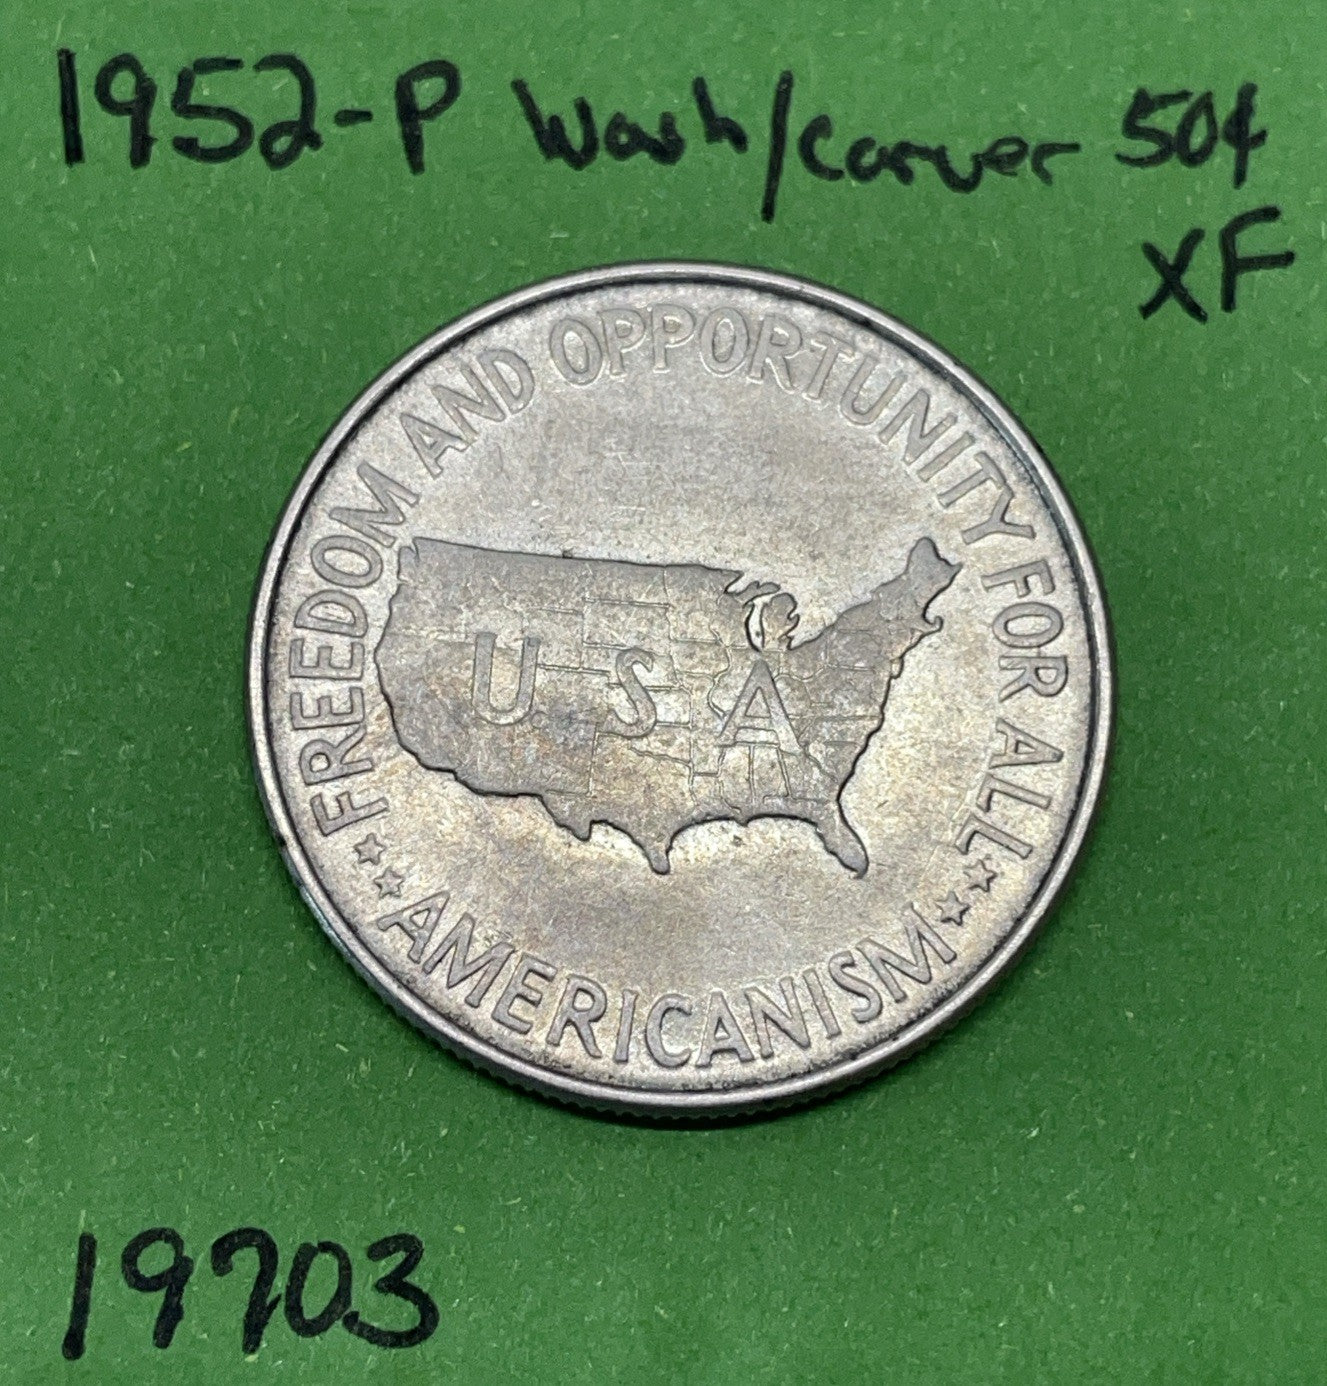 1952-P Wash/Carver 50¢
XF
FREEDOM AND OPPORTUNITY FOR ALL
U S A
★ ★ AMERICANISM ★ ★
19703